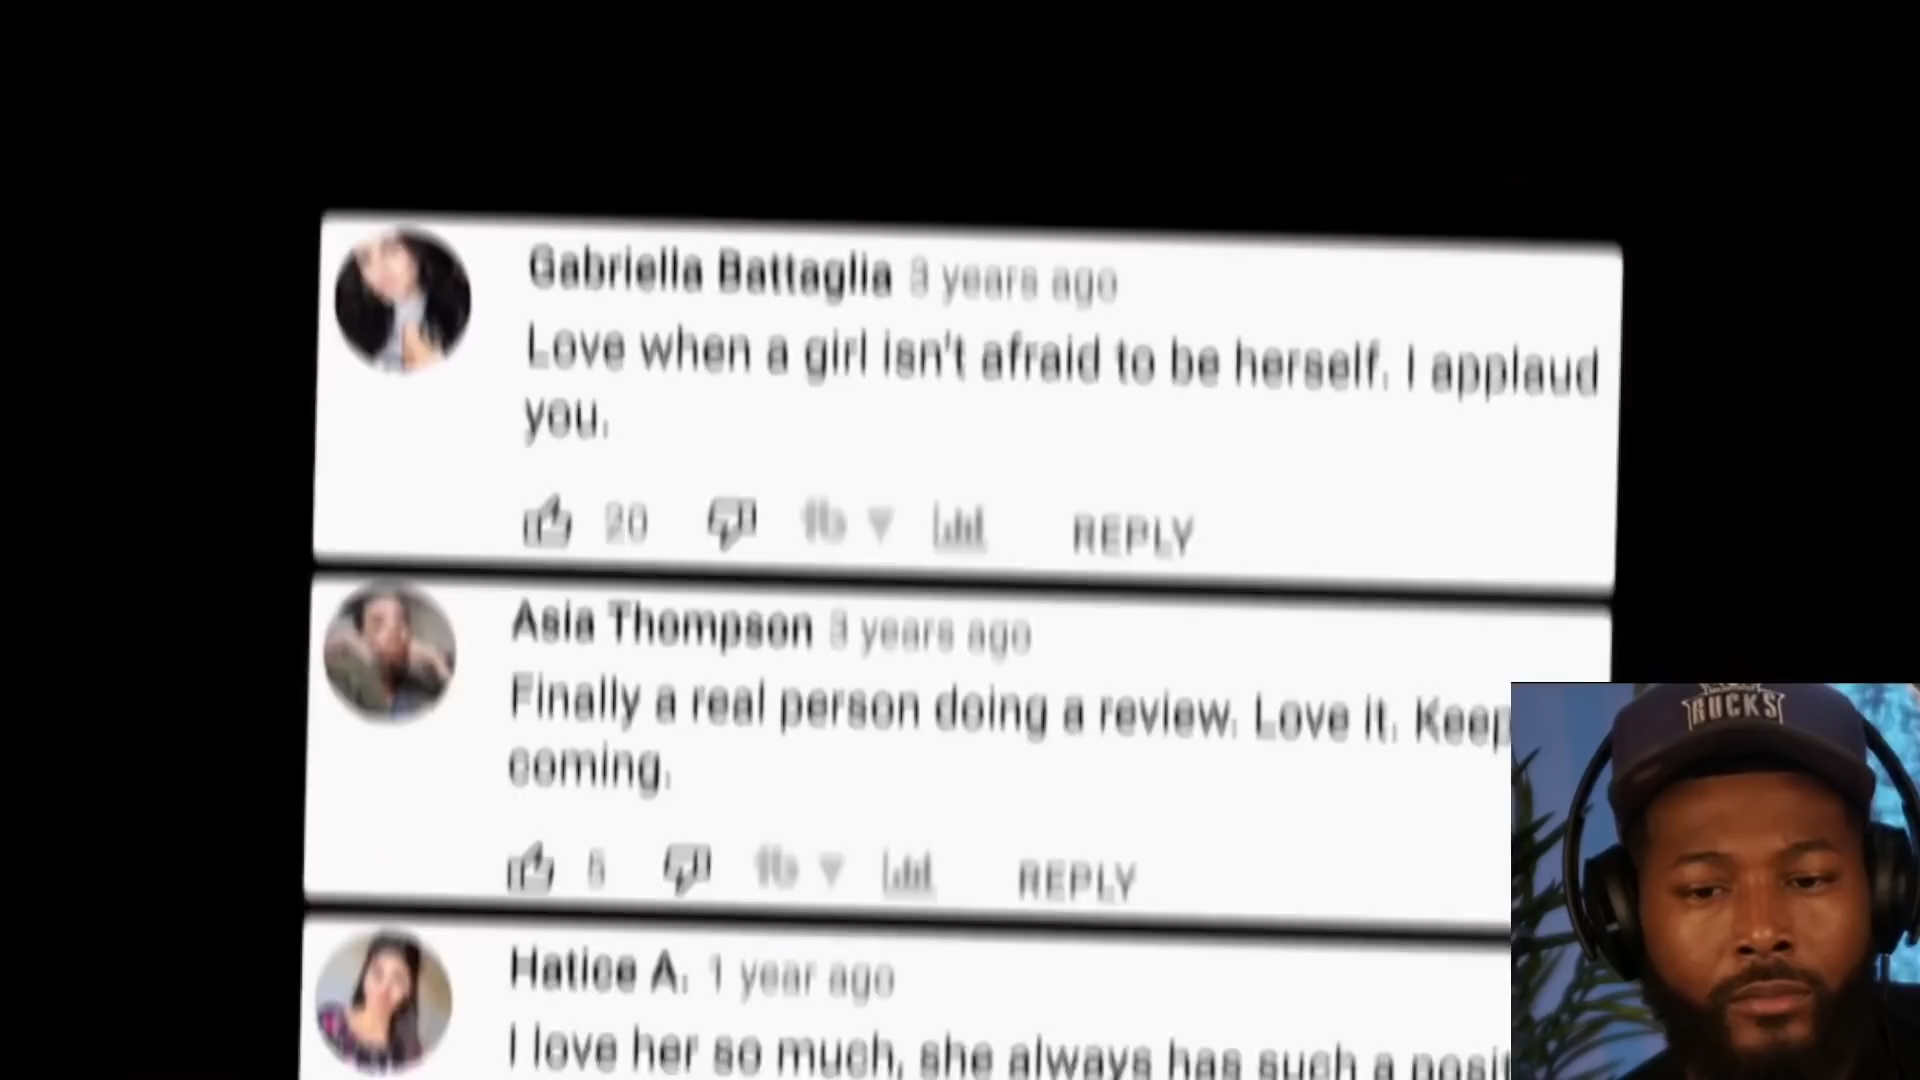 Gabriella Battaglia 3 years ago
Love when a girl isn't afraid to be herself. I applaud
you.
20 REPLY
Asia Thompson 3 years ago
Finally a real person doing a review. Love it. Keep
coming.
5 REPLY
BUCKS
Hatice A. 1 year ago
I love her so much, she always has such a posi